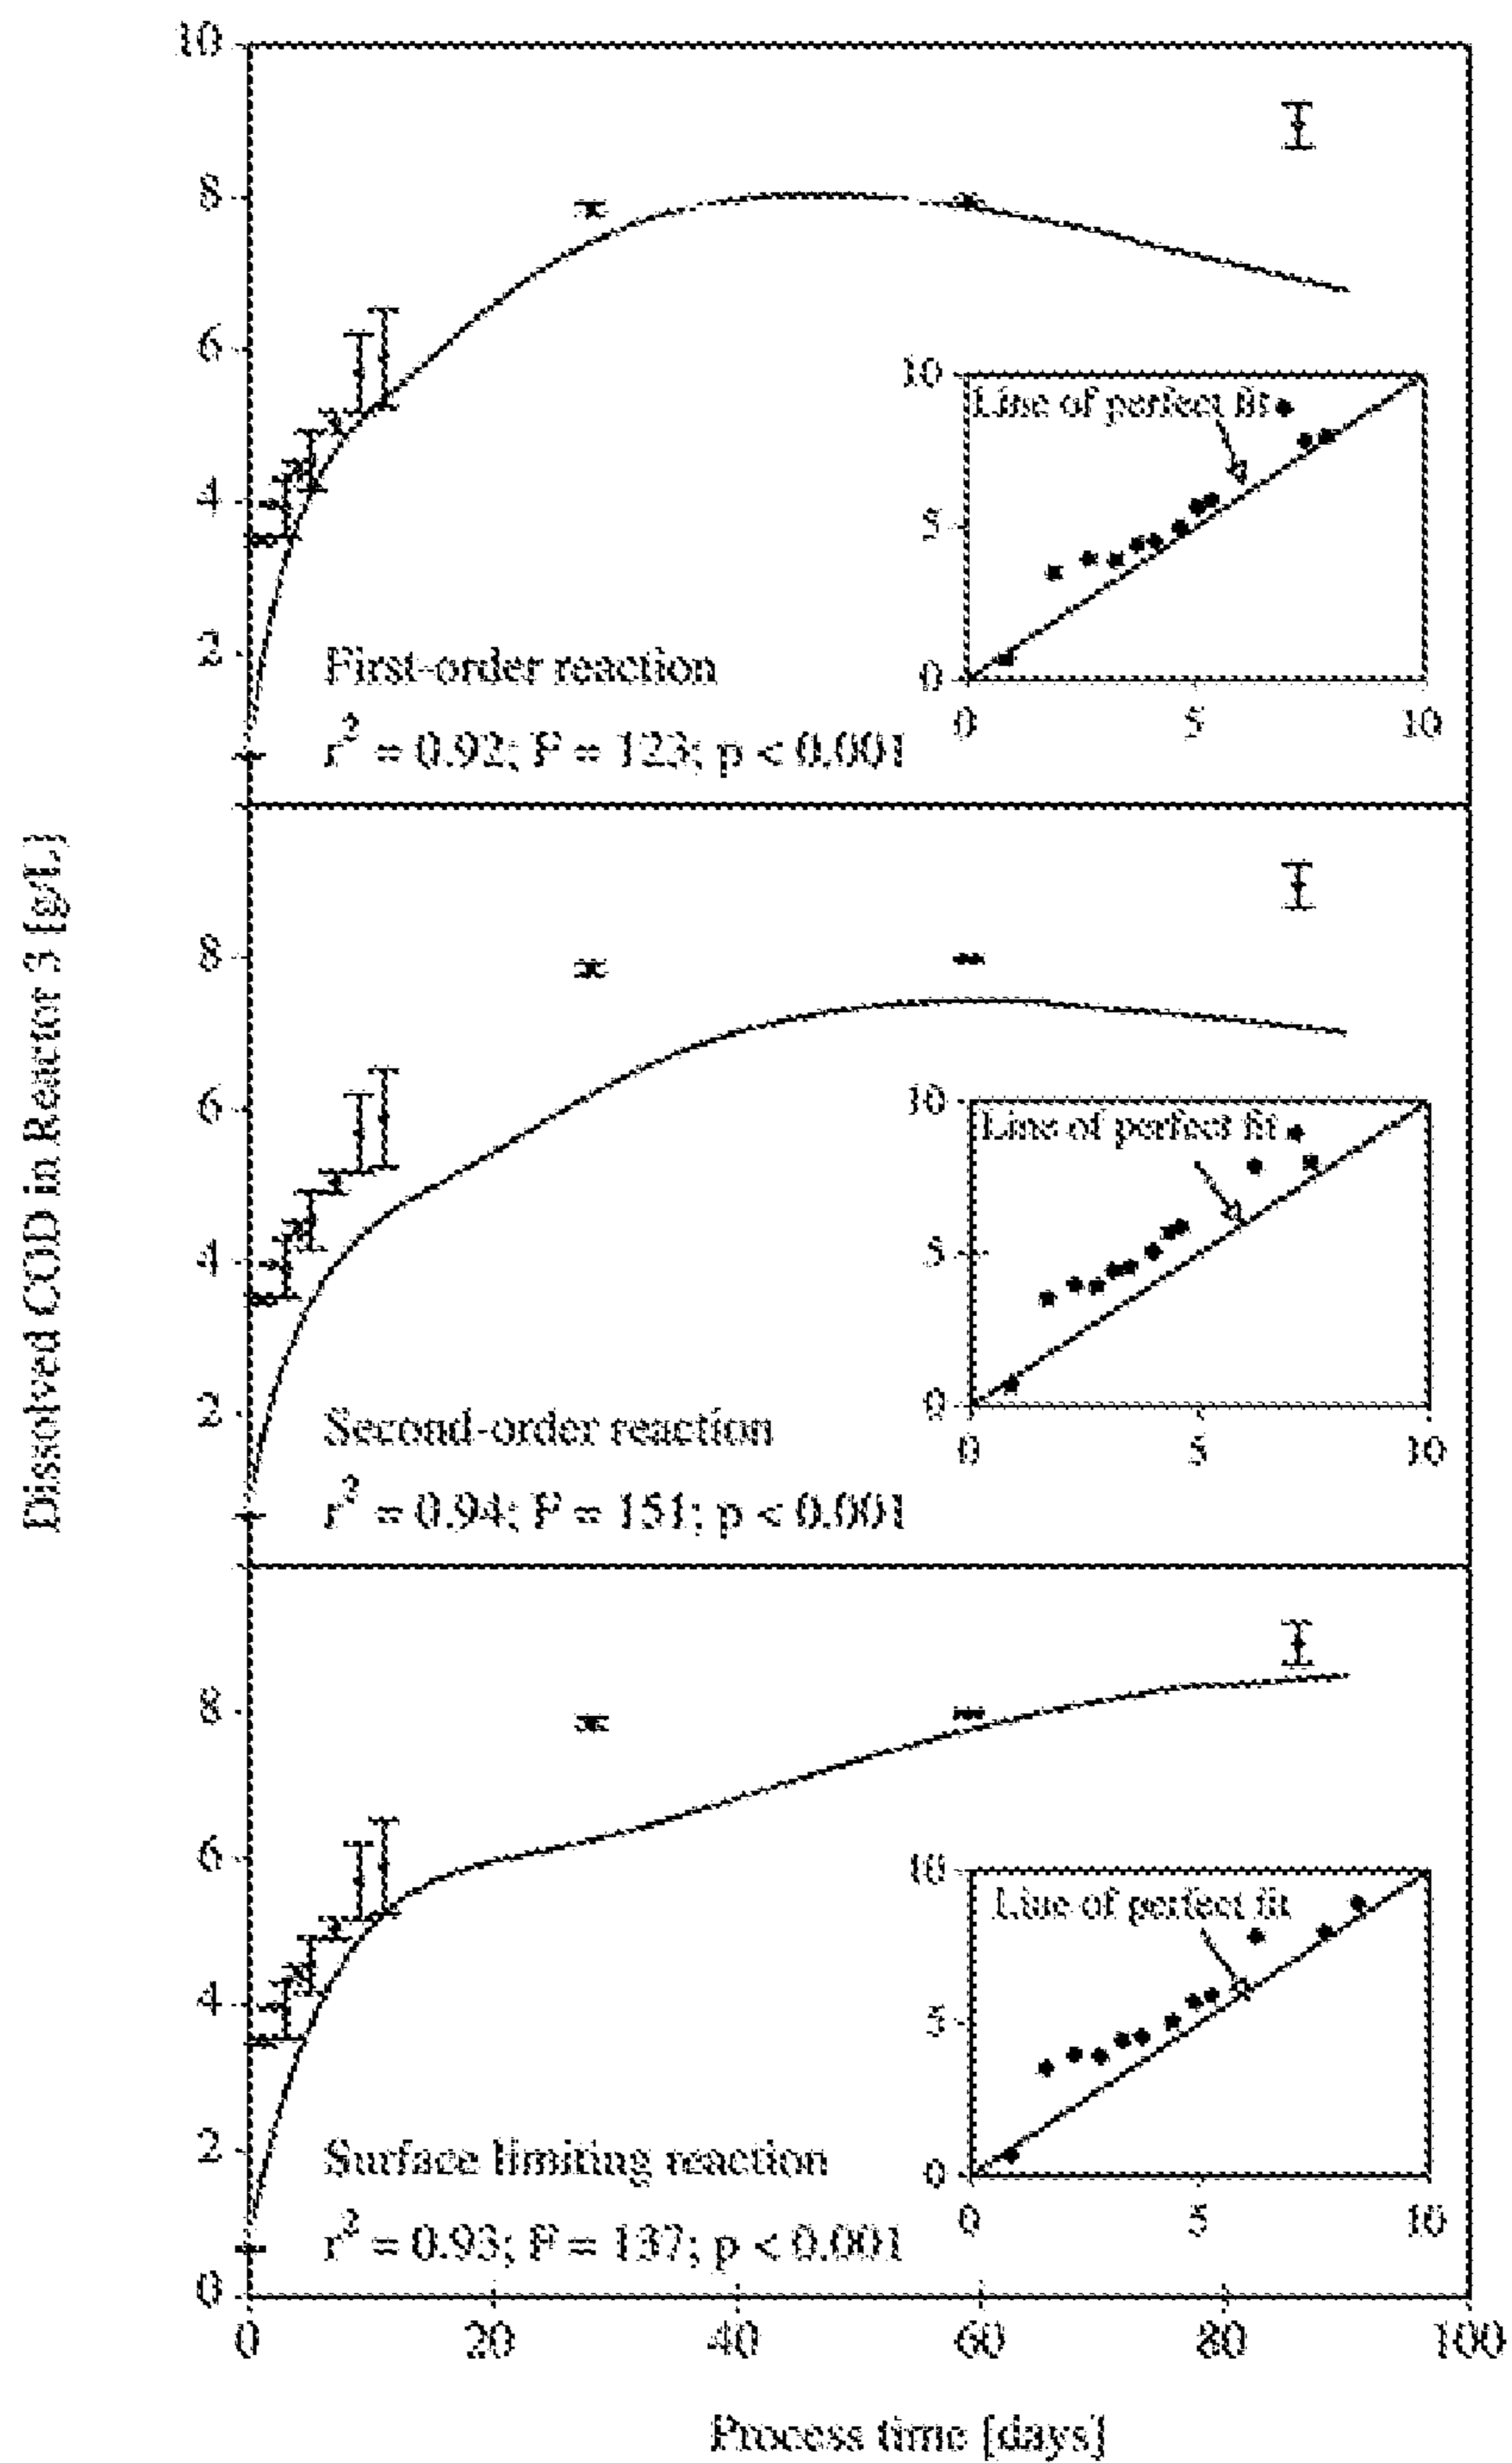 Dissolved COD in Reactor 3 [g/L]
10
8
6
4
2
First-order reaction
r² = 0.92; F = 123; p < 0.001
10
5
0
Line of perfect fit
0 5 10
8
6
4
2
Second-order reaction
r² = 0.94; F = 151; p < 0.001
10
5
0
Line of perfect fit
0 5 10
8
6
4
2
0
Surface limiting reaction
r² = 0.93; F = 137; p < 0.001
10
5
0
Line of perfect fit
0 5 10
0 20 40 60 80 100
Process time [days]